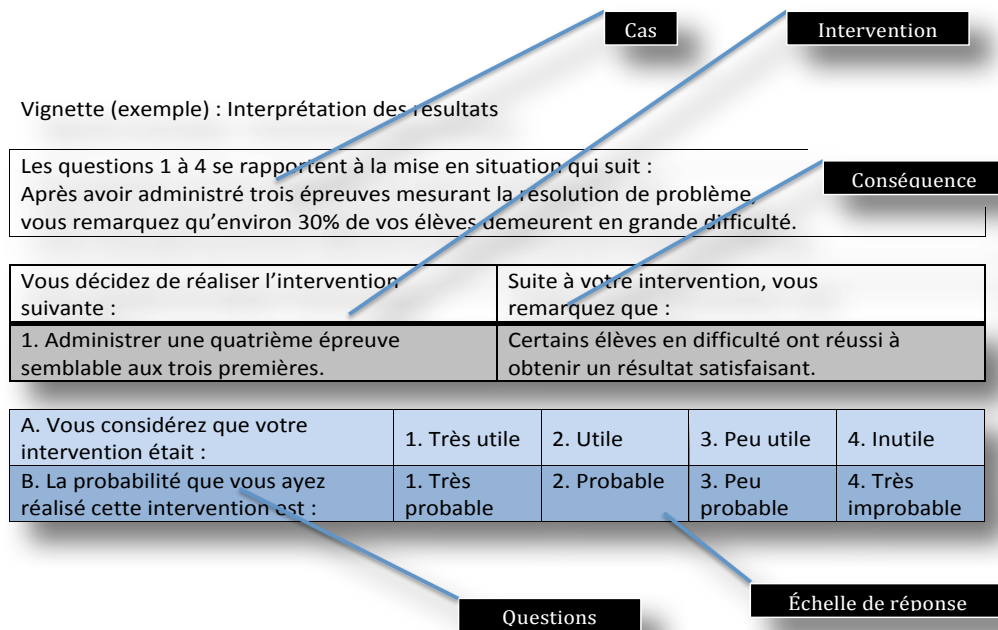 Cas
Intervention
Vignette (exemple) : Interprétation des résultats
Les questions 1 à 4 se rapportent à la mise en situation qui suit :
Conséquence
Après avoir administré trois épreuves mesurant la résolution de problème,
vous remarquez qu’environ 30% de vos élèves demeurent en grande difficulté.
Vous décidez de réaliser l’intervention
suivante :
Suite à votre intervention, vous
remarquez que :
1. Administrer une quatrième épreuve
semblable aux trois premières.
Certains élèves en difficulté ont réussi à
obtenir un résultat satisfaisant.
A. Vous considérez que votre
intervention était :
1. Très utile
2. Utile
3. Peu utile
4. Inutile
B. La probabilité que vous ayez
réalisé cette intervention est :
1. Très
probable
2. Probable
3. Peu
probable
4. Très
improbable
Échelle de réponse
Questions